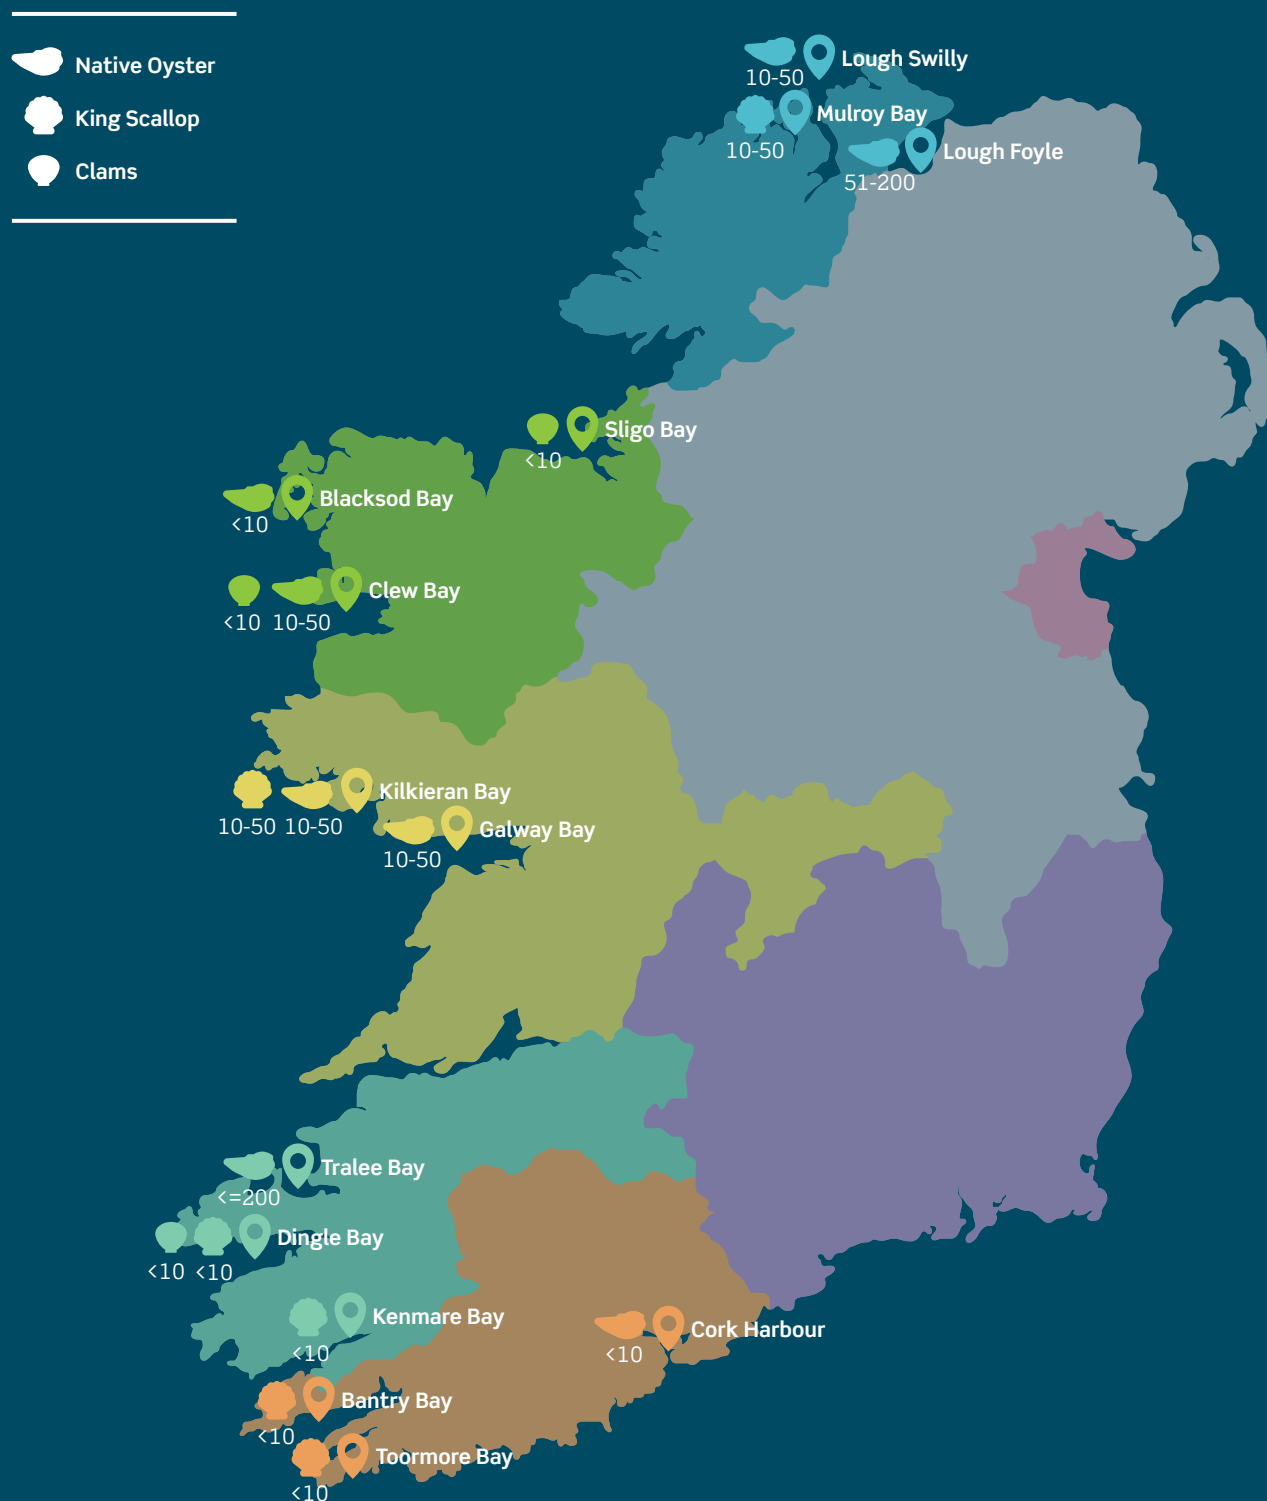 Native Oyster
King Scallop
Clams
Lough Swilly
10-50
Mulroy Bay
10-50
Lough Foyle
51-200
Sligo Bay
<10
Blacksod Bay
<10
Clew Bay
<10 10-50
Kilkieran Bay
10-50 10-50
Galway Bay
10-50
Tralee Bay
<=200
Dingle Bay
<10 <10
Kenmare Bay
<10
Cork Harbour
<10
Bantry Bay
<10
Toormore Bay
<10